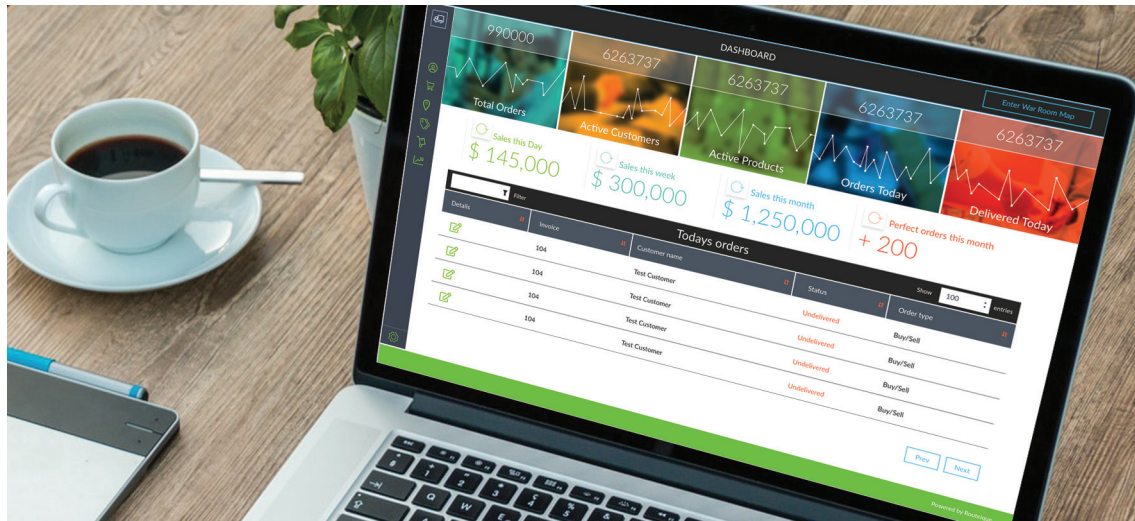 DASHBOARD
Enter War Room Map
990000
Total Orders
6263737
Active Customers
6263737
Active Products
6263737
Orders Today
6263737
Delivered Today
Sales this Day
$ 145,000
Sales this week
$ 300,000
Sales this month
$ 1,250,000
Perfect orders this month
+ 200
Filter
Todays orders
Show 100 entries
Details Invoice Customer name Status Order type
104 Test Customer Undelivered Buy/Sell
104 Test Customer Undelivered Buy/Sell
104 Test Customer Undelivered Buy/Sell
104 Test Customer Undelivered Buy/Sell
Prev Next
Powered by
Q W E